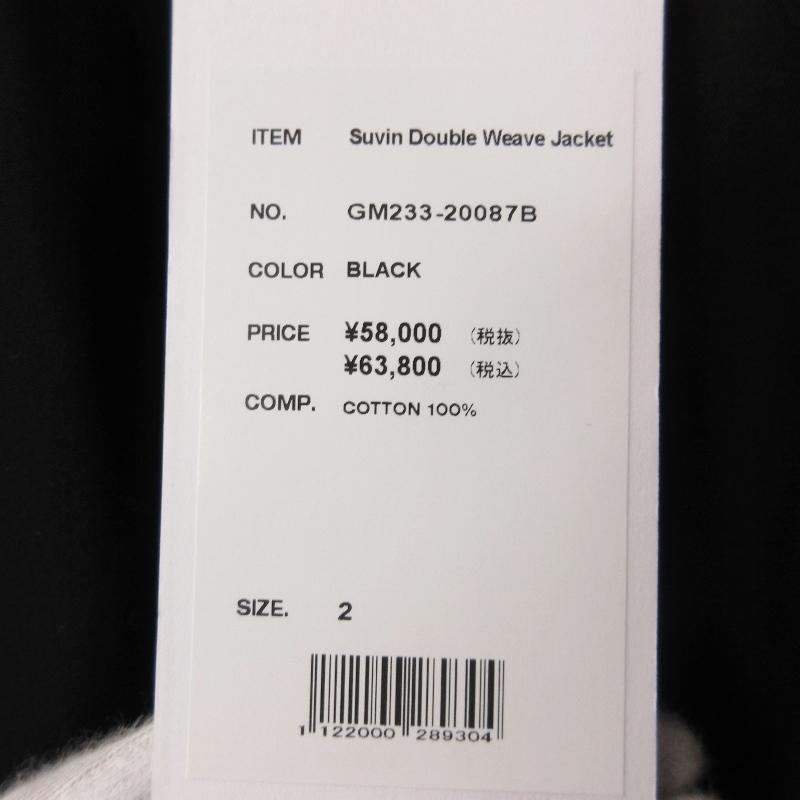 ITEM Suvin Double Weave Jacket
NO. GM233-20087B
COLOR BLACK
PRICE ¥58,000 (税抜)
¥63,800 (税込)
COMP. COTTON 100%
SIZE. 2
1 122000 289304